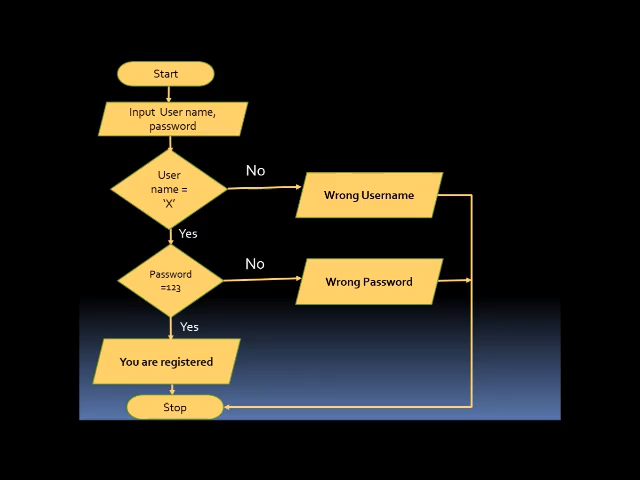 Start
Input User name,
password
User
name =
‘X’
No
Wrong Username
Yes
Password
=123
No
Wrong Password
Yes
You are registered
Stop